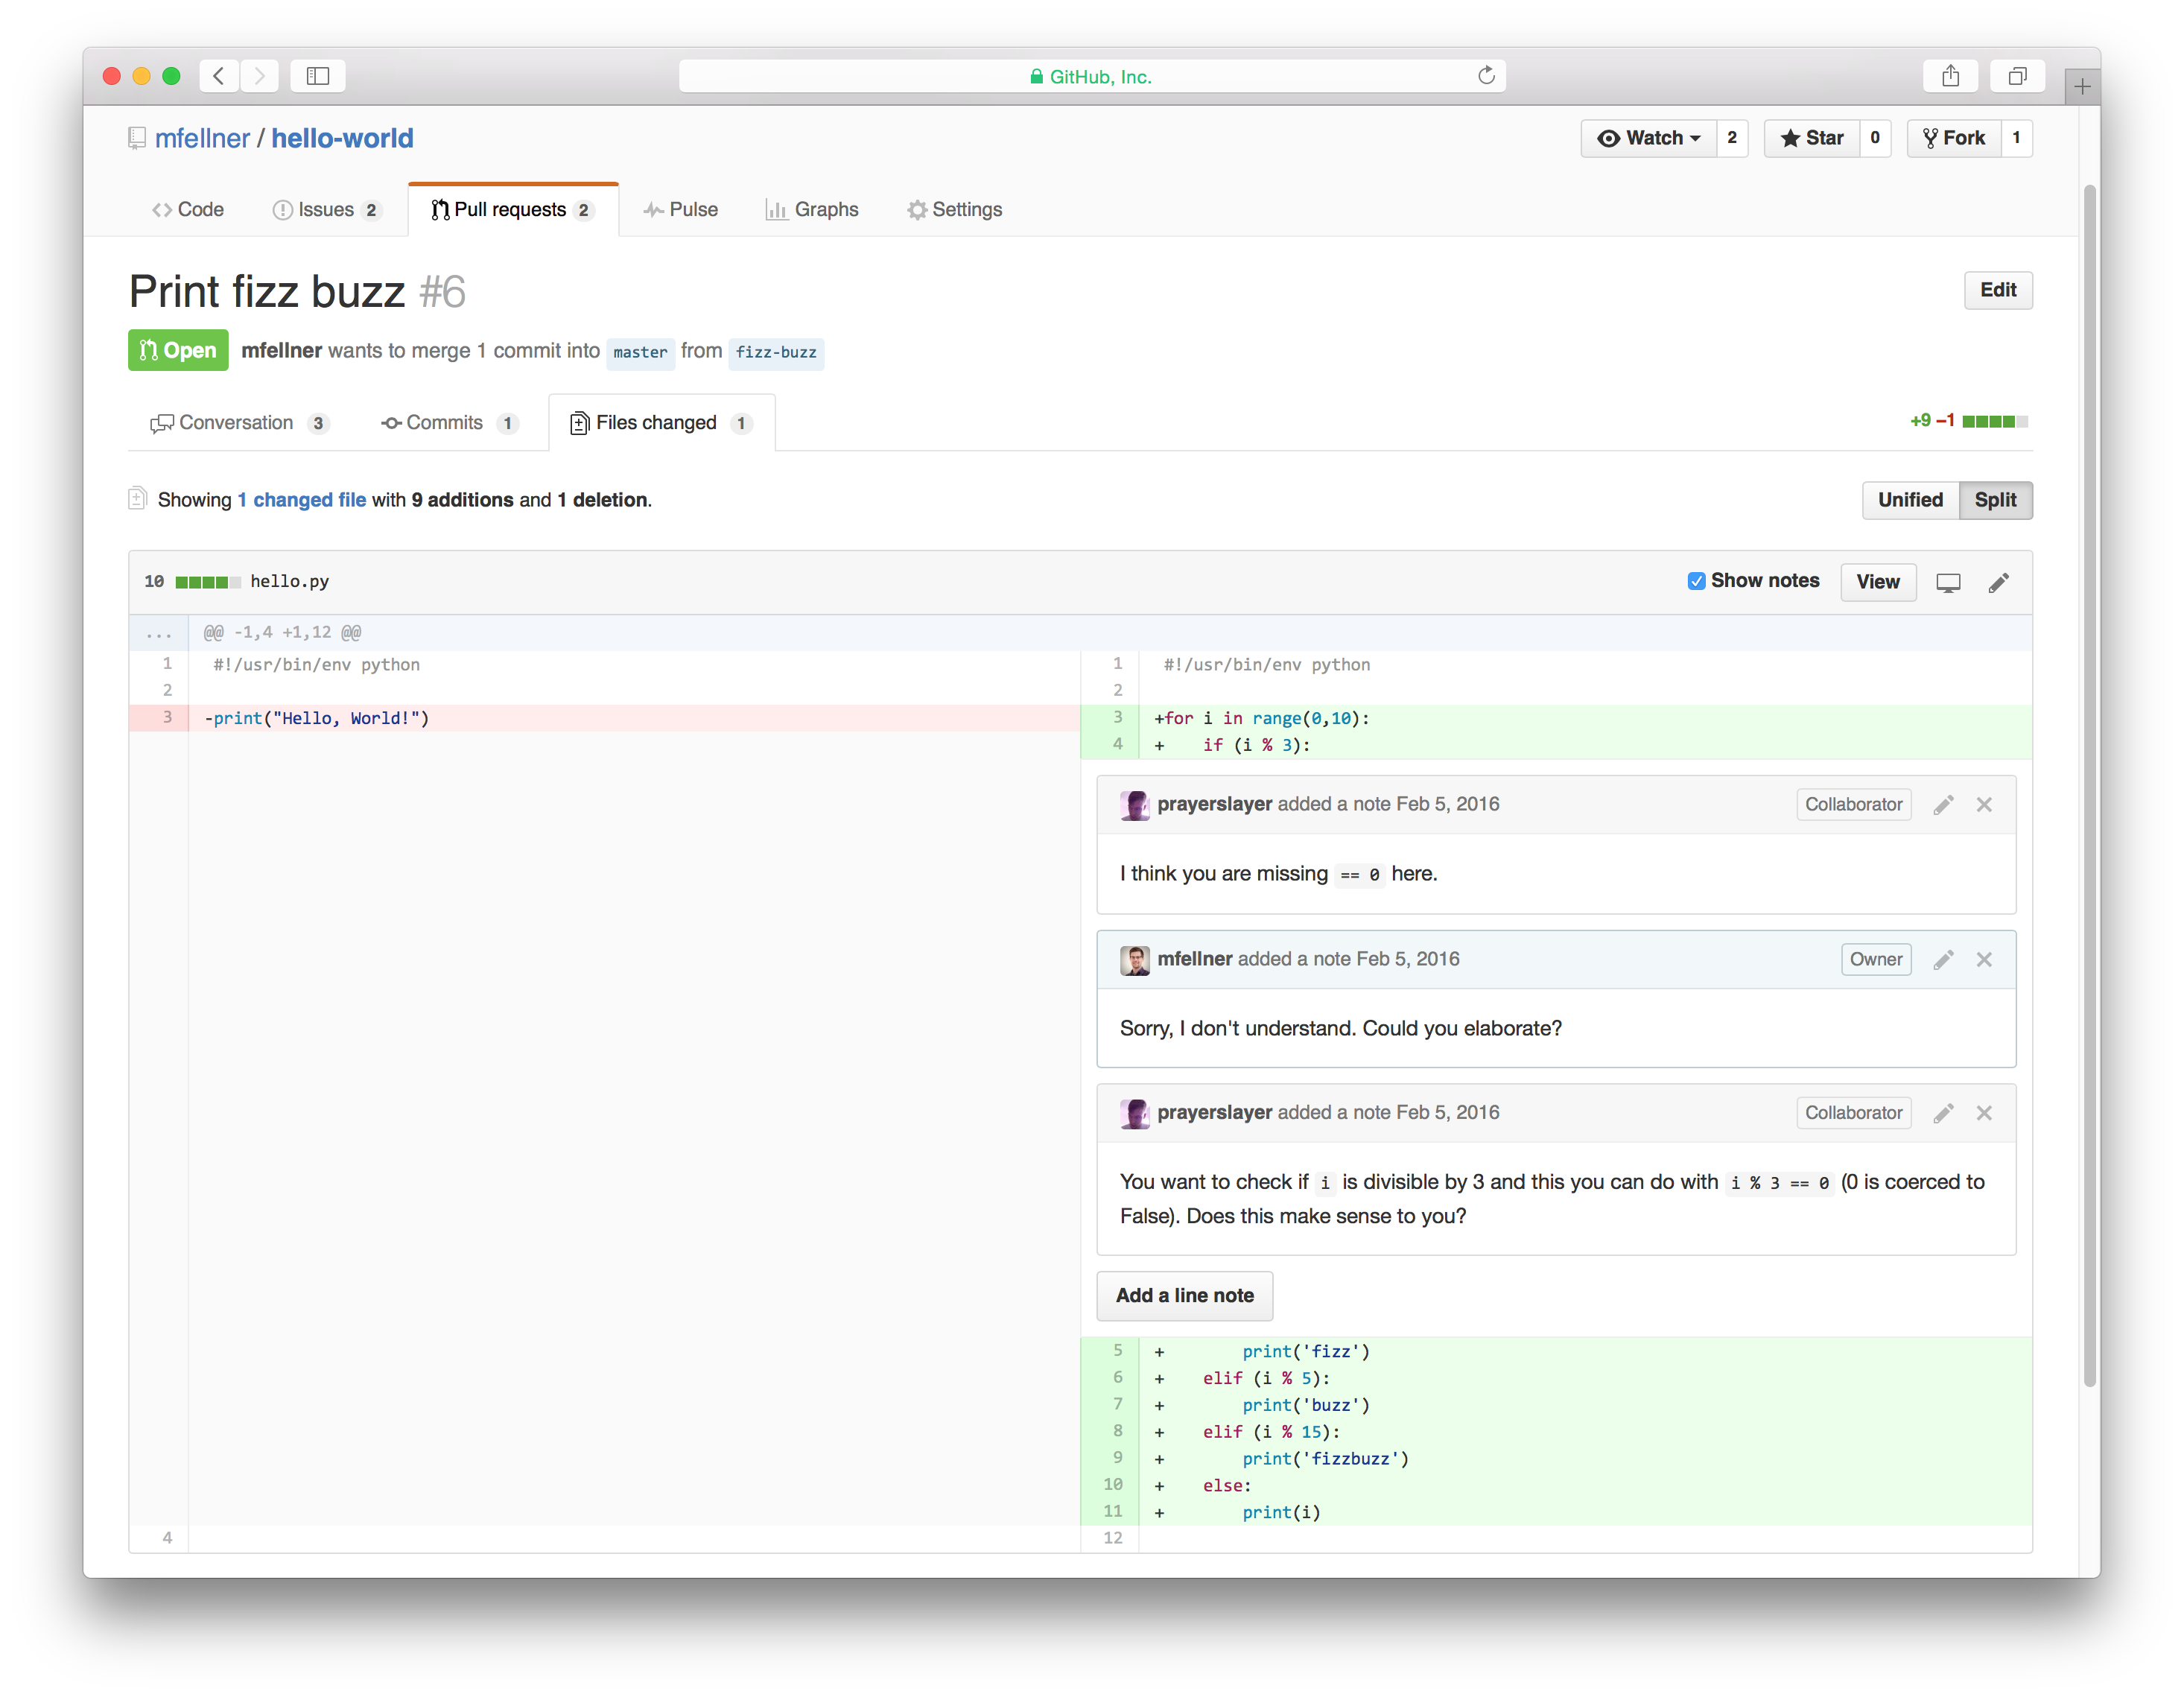 GitHub, Inc.
mfellner / hello-world
Watch 2 Star 0 Fork 1
Code Issues 2 Pull requests 2 Pulse Graphs Settings
Print fizz buzz #6
Edit
Open mfellner wants to merge 1 commit into master from fizz-buzz
Conversation 3 Commits 1 Files changed 1 +9 −1
Showing 1 changed file with 9 additions and 1 deletion.
Unified Split
10 hello.py Show notes View
... @@ -1,4 +1,12 @@
1 #!/usr/bin/env python 1 #!/usr/bin/env python
2 2
3 -print("Hello, World!") 3 +for i in range(0,10):
4 + if (i % 3):
prayerslayer added a note Feb 5, 2016 Collaborator
I think you are missing == 0 here.
mfellner added a note Feb 5, 2016 Owner
Sorry, I don't understand. Could you elaborate?
prayerslayer added a note Feb 5, 2016 Collaborator
You want to check if i is divisible by 3 and this you can do with i % 3 == 0 (0 is coerced to
False). Does this make sense to you?
Add a line note
5 + print('fizz')
6 + elif (i % 5):
7 + print('buzz')
8 + elif (i % 15):
9 + print('fizzbuzz')
10 + else:
11 + print(i)
4 12